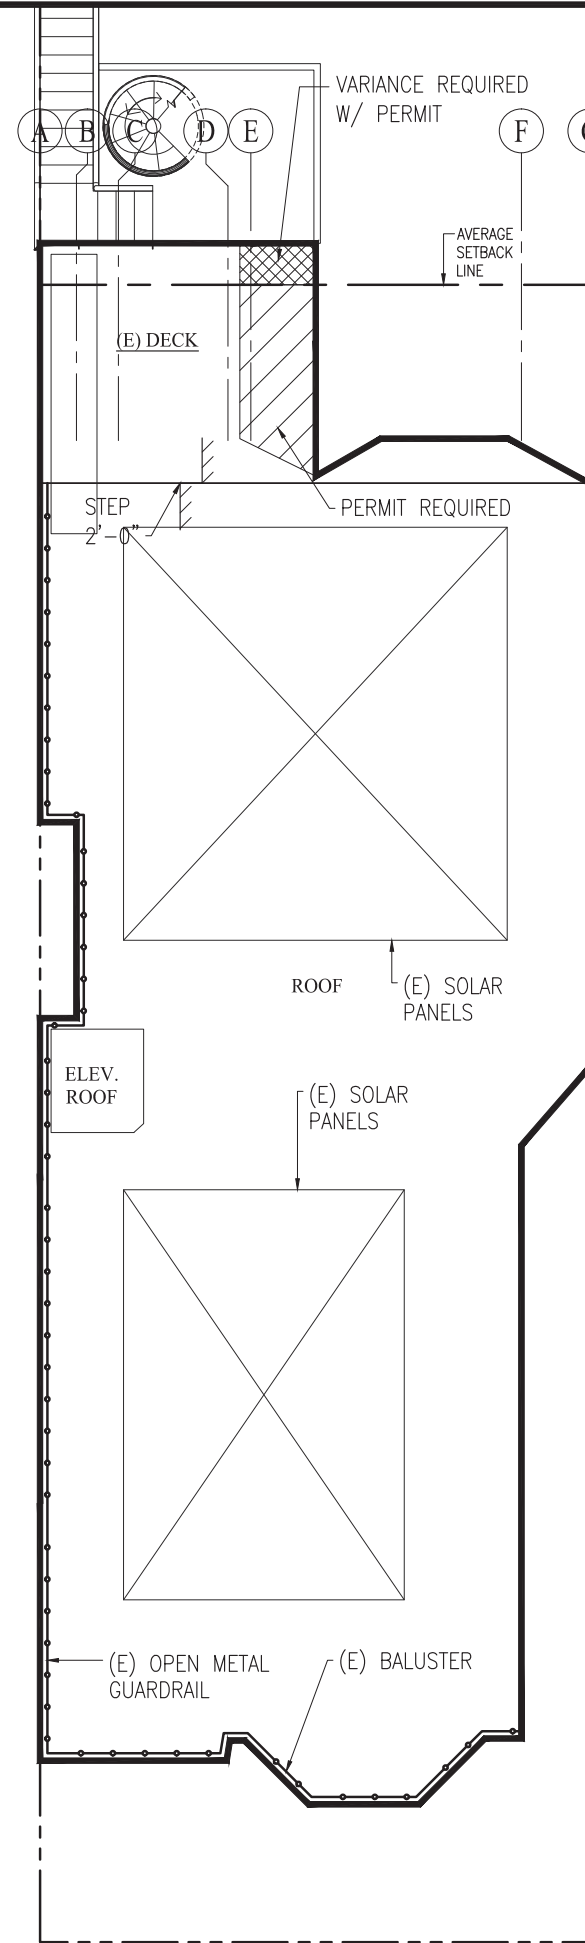 VARIANCE REQUIRED
W/ PERMIT
A B C D E F
AVERAGE
SETBACK
LINE
(E) DECK
STEP
2'-0"
PERMIT REQUIRED
ROOF
(E) SOLAR
PANELS
ELEV.
ROOF
(E) SOLAR
PANELS
(E) OPEN METAL
GUARDRAIL
(E) BALUSTER